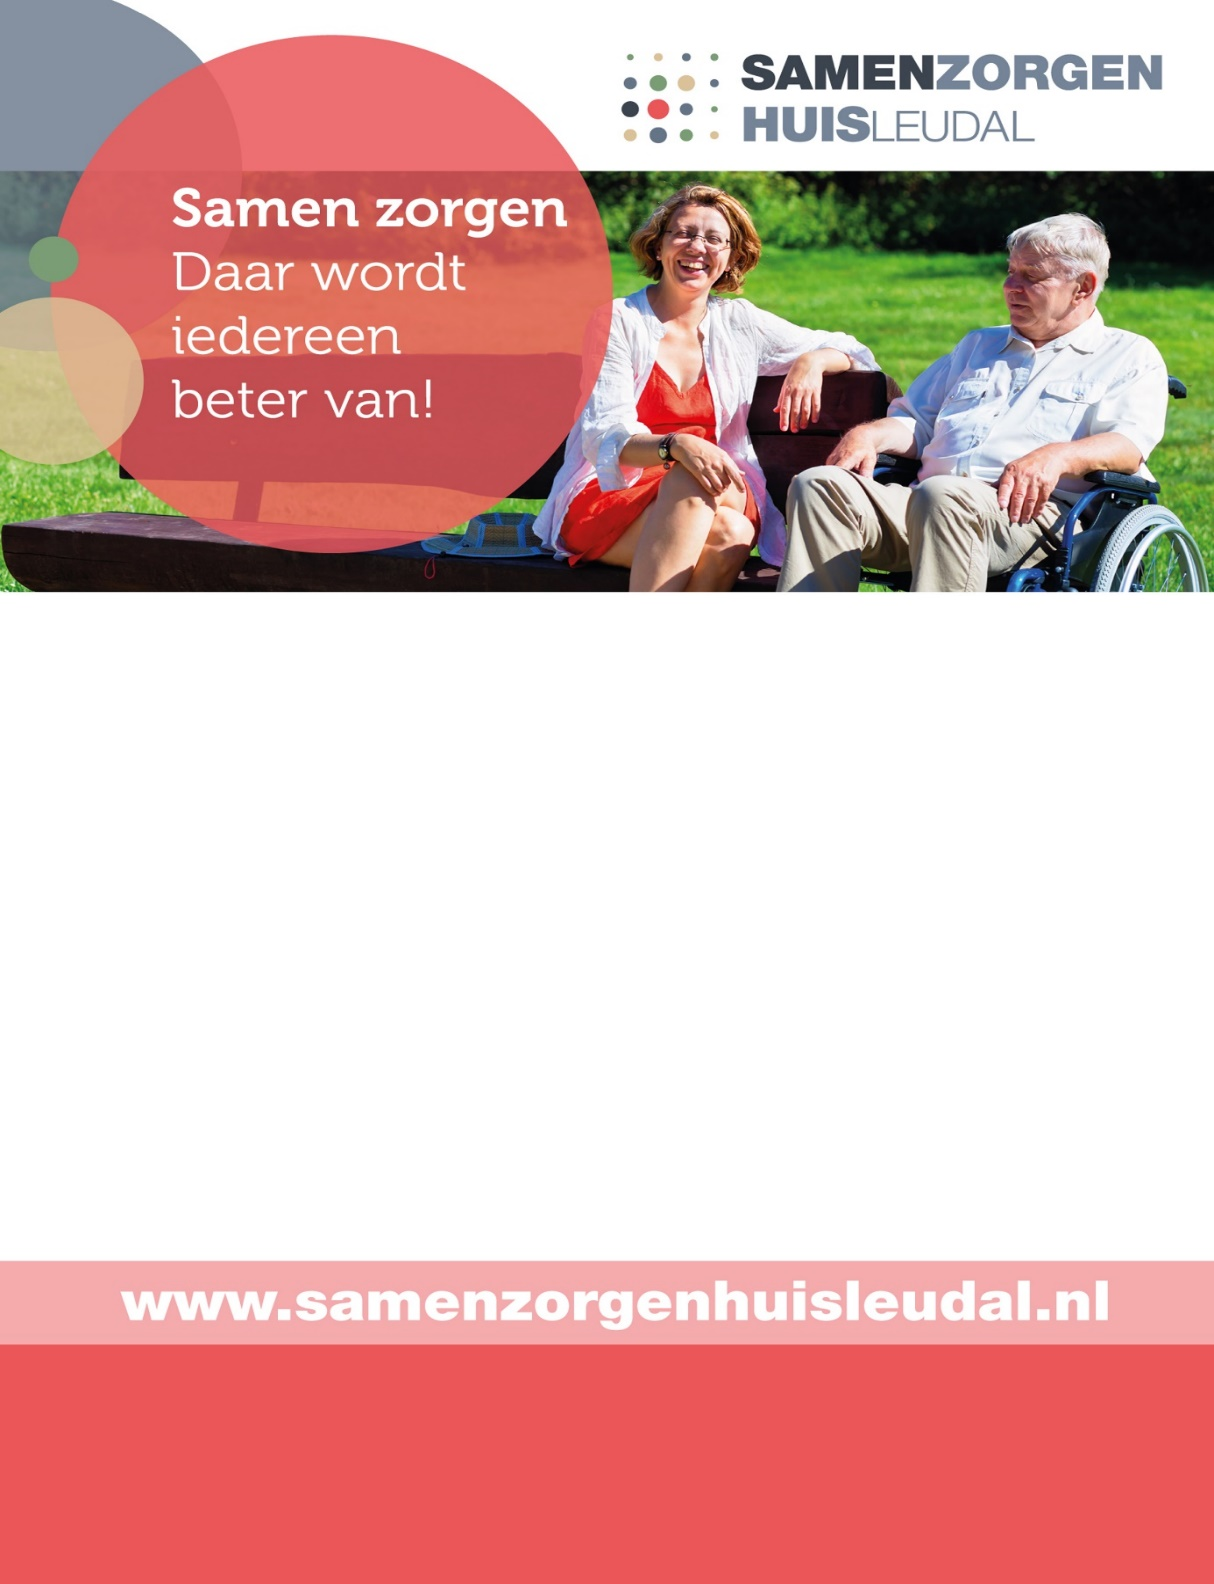 SAMENZORGEN
HUISLEUDAL
Samen zorgen
Daar wordt
iedereen
beter van!
www.samenzorgenhuisleudal.nl